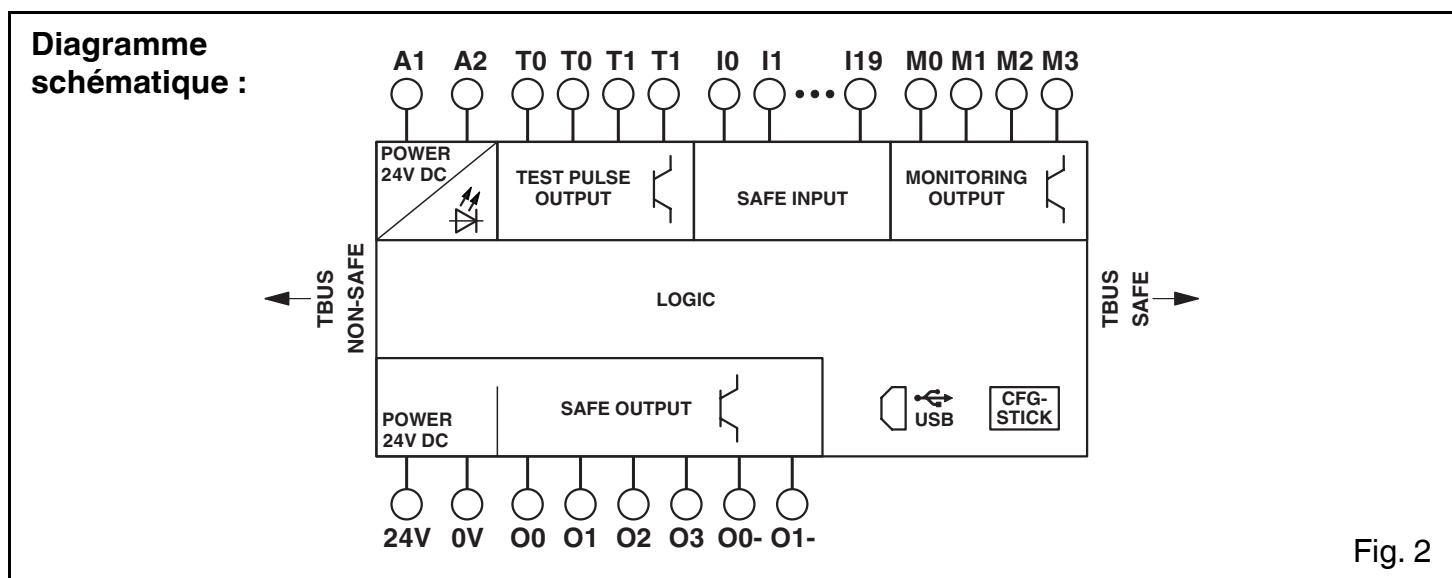 Diagramme
schématique :
A1 A2 T0 T0 T1 T1 I0 I1 I19 M0 M1 M2 M3
POWER
24V DC
TEST PULSE
OUTPUT
SAFE INPUT
MONITORING
OUTPUT
TBUS
NON-SAFE
LOGIC
TBUS
SAFE
POWER
24V DC
SAFE OUTPUT
USB
CFG-
STICK
24V 0V O0 O1 O2 O3 O0- O1-
Fig. 2